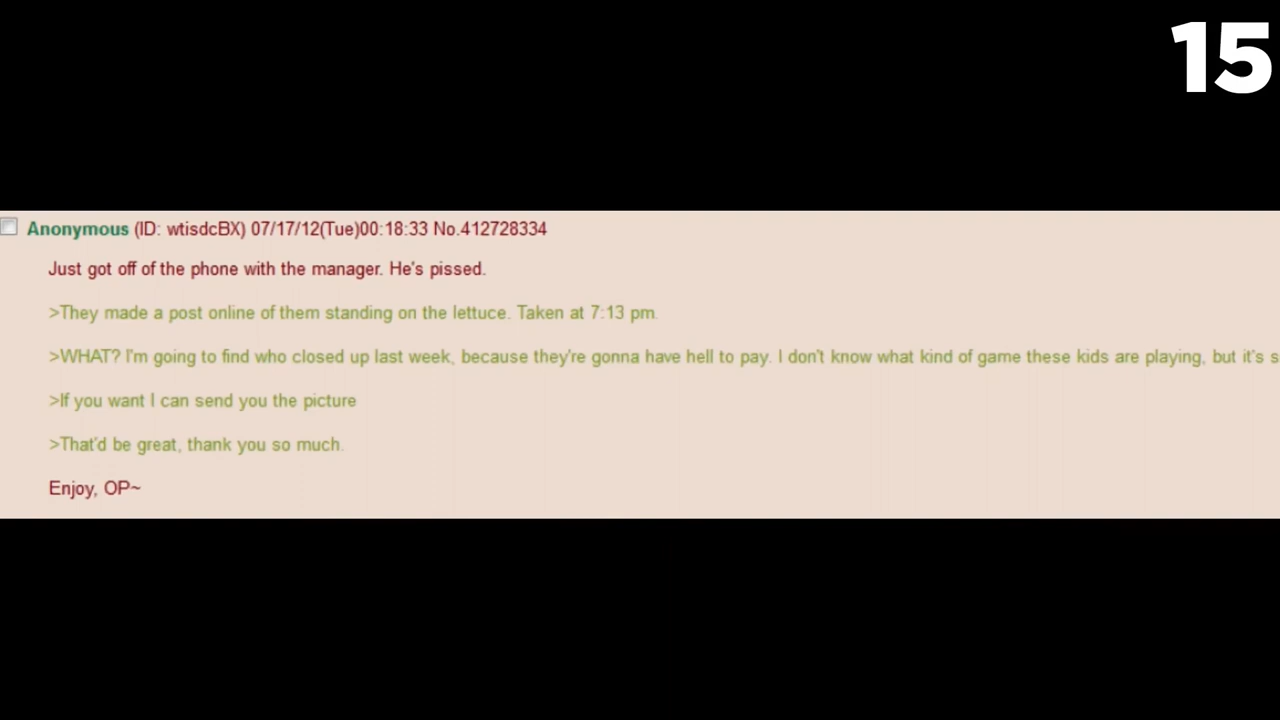 15
Anonymous (ID: wtisdcBX) 07/17/12(Tue)00:18:33 No.412728334
Just got off of the phone with the manager. He's pissed.
>They made a post online of them standing on the lettuce. Taken at 7:13 pm.
>WHAT? I'm going to find who closed up last week, because they're gonna have hell to pay. I don't know what kind of game these kids are playing, but it's s
>If you want I can send you the picture
>That'd be great, thank you so much.
Enjoy, OP~